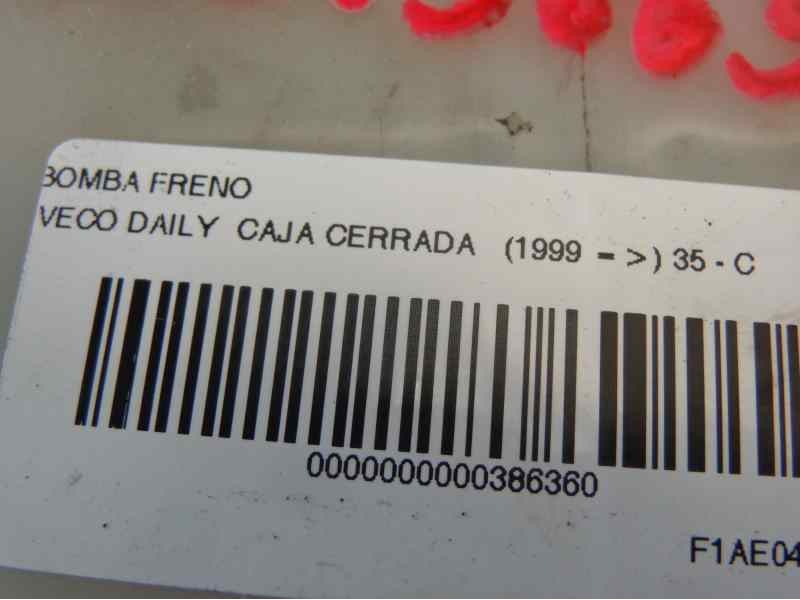 BOMBA FRENO
VECO DAILY CAJA CERRADA (1999 = >) 35 - C
0000000000386360
F1AE04